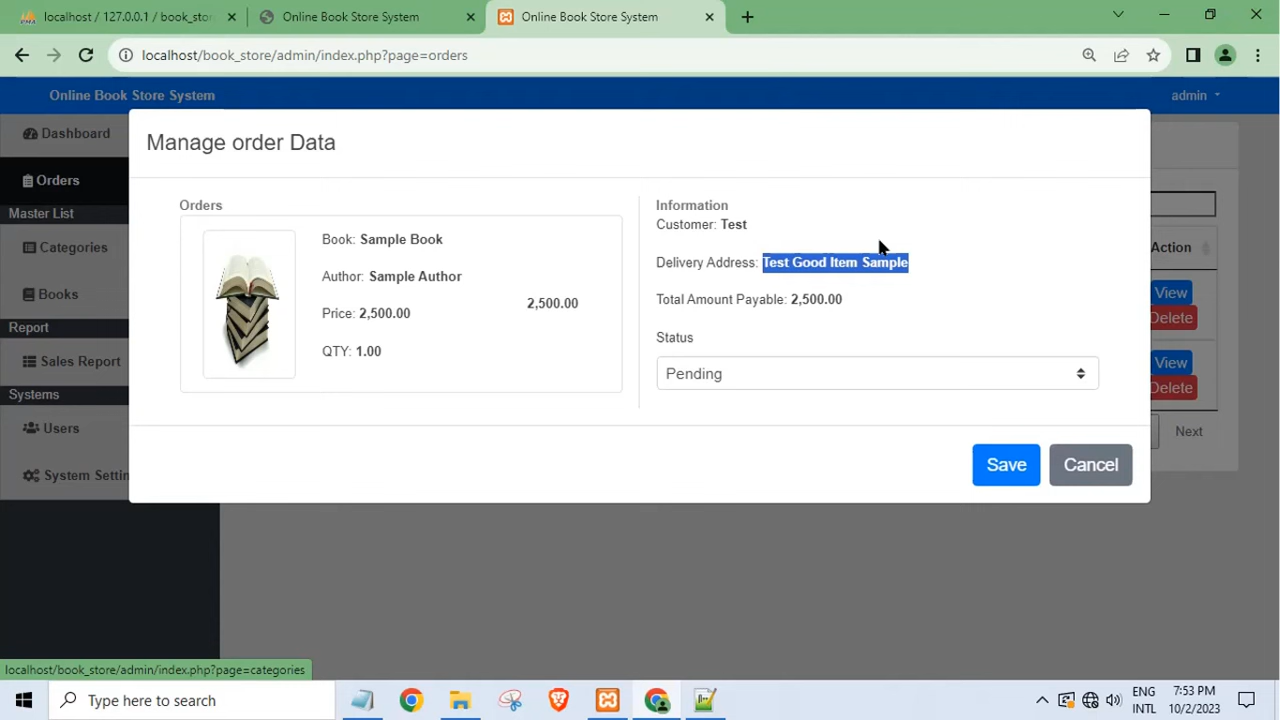 localhost / 127.0.0.1 / book_sto
Online Book Store System
Online Book Store System
localhost/book_store/admin/index.php?page=orders
Online Book Store System
admin
Dashboard
Orders
Master List
Categories
Books
Report
Sales Report
Systems
Users
System Settin
Manage order Data
Orders
Book: Sample Book
Author: Sample Author
Price: 2,500.00
2,500.00
QTY: 1.00
Information
Customer: Test
Delivery Address: Test Good Item Sample
Total Amount Payable: 2,500.00
Status
Pending
Save
Cancel
Action
View
Delete
View
Delete
Next
localhost/book_store/admin/index.php?page=categories
Type here to search
ENG
INTL
7:53 PM
10/2/2023